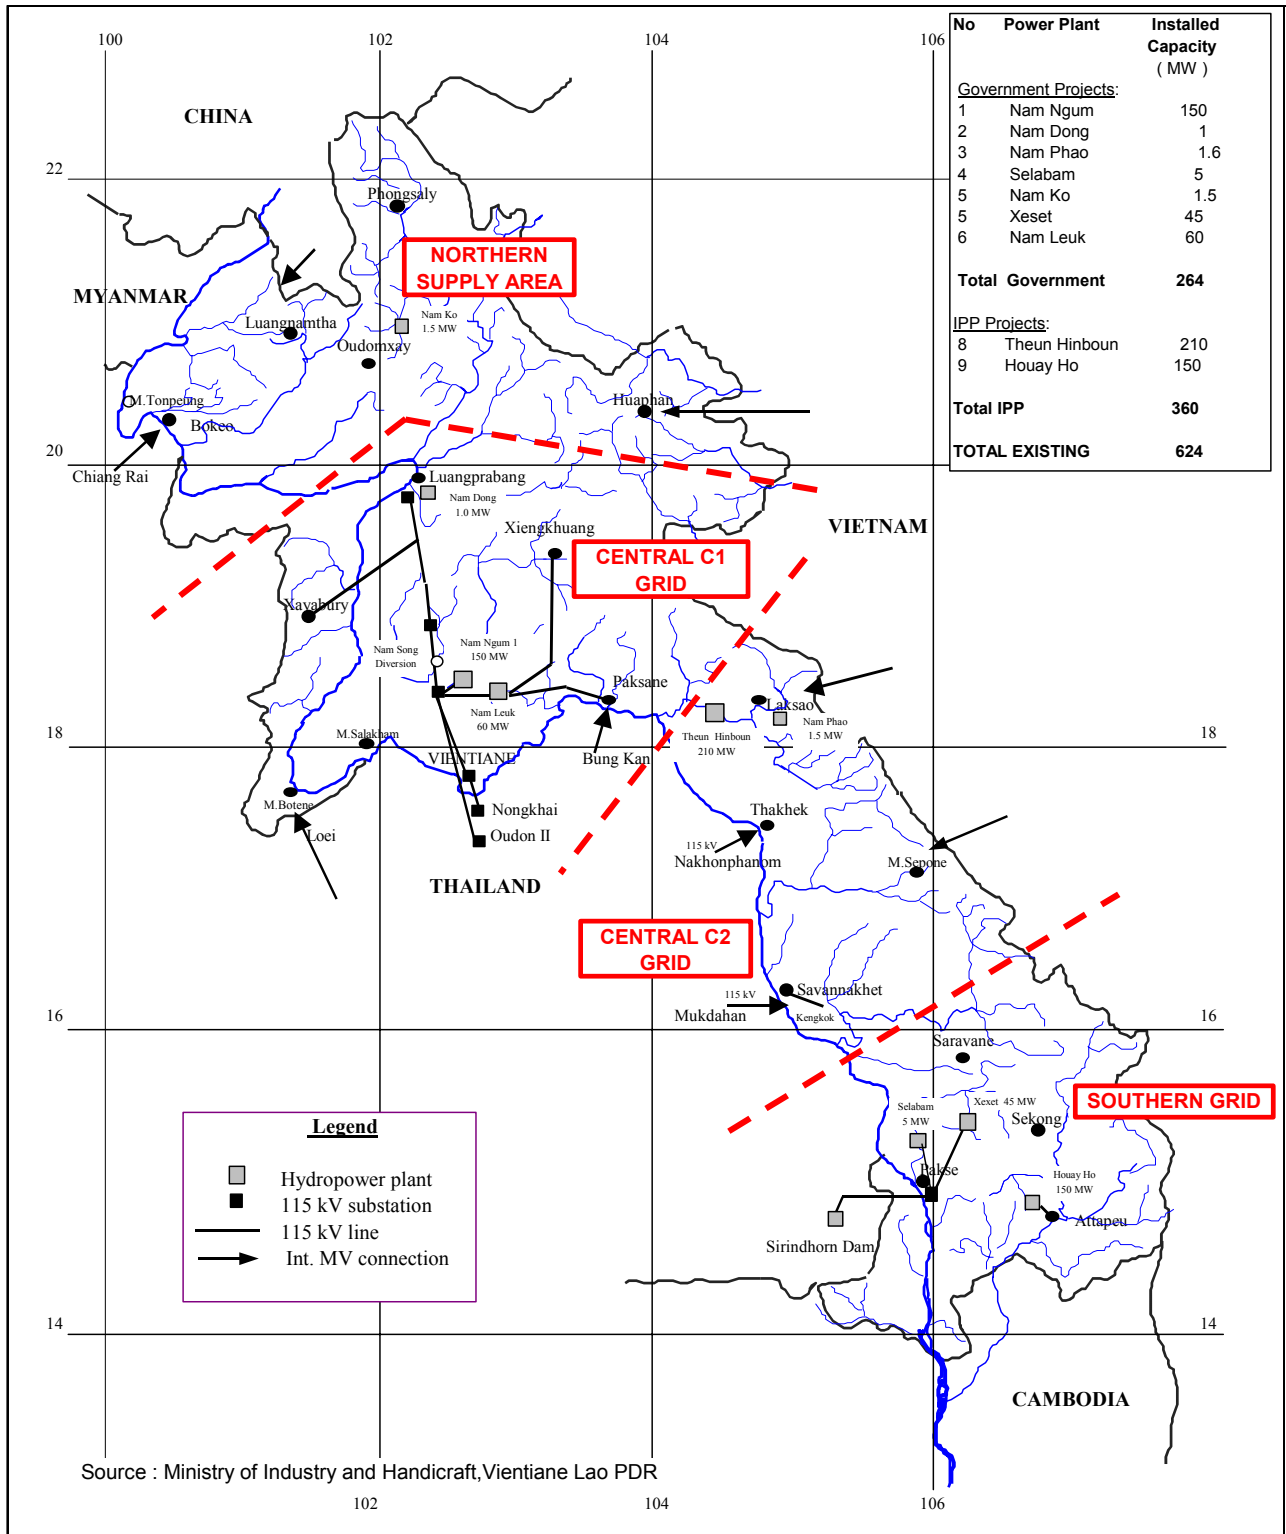 100
102
104
106
No Power Plant Installed
Capacity
( MW )
Government Projects:
1 Nam Ngum 150
2 Nam Dong 1
3 Nam Phao 1.6
4 Selabam 5
5 Nam Ko 1.5
5 Xeset 45
6 Nam Leuk 60
Total Government 264
IPP Projects:
8 Theun Hinboun 210
9 Houay Ho 150
Total IPP 360
TOTAL EXISTING 624
CHINA
22
Phongsaly
NORTHERN
SUPPLY AREA
MYANMAR
Luangnamtha
Nam Ko
1.5 MW
Oudomxay
M.Tonpeung
Bokeo
Huaphan
20
Chiang Rai
Luangprabang
Nam Dong
1.0 MW
Xiengkhuang
VIETNAM
CENTRAL C1
GRID
Xayabury
Nam Song
Diversion
Nam Ngum 1
150 MW
Nam Leuk
60 MW
Paksane
Laksao
Nam Phao
1.5 MW
Theun Hinboun
210 MW
M.Salakham
18
18
VIENTIANE
Bung Kan
M.Botene
Loei
Nongkhai
Oudon II
Thakhek
115 kV
Nakhonphanom
M.Sepone
THAILAND
CENTRAL C2
GRID
Savannakhet
115 kV
Mukdahan
Kengkok
16
16
Saravane
SOUTHERN GRID
Selabam
5 MW
Xexet 45 MW
Sekong
Pakse
Houay Ho
150 MW
Attapeu
Sirindhorn Dam
Legend
Hydropower plant
115 kV substation
115 kV line
Int. MV connection
14
14
CAMBODIA
Source : Ministry of Industry and Handicraft,Vientiane Lao PDR
102
104
106